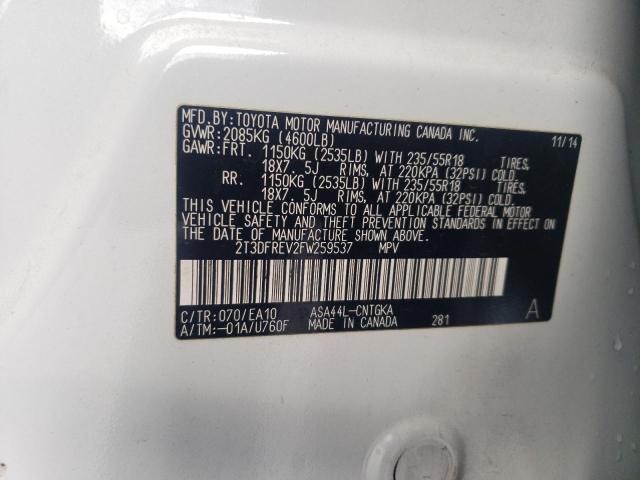 MFD. BY: TOYOTA MOTOR MANUFACTURING CANADA INC. 11/14
GVWR: 2085KG (4600LB)
GAWR: FRT. 1150KG (2535LB) WITH 235/55R18 TIRES,
18X7. 5J RIMS, AT 220KPA (32PSI) COLD.
RR. 1150KG (2535LB) WITH 235/55R18 TIRES,
18X7. 5J RIMS, AT 220KPA (32PSI) COLD.
THIS VEHICLE CONFORMS TO ALL APPLICABLE FEDERAL MOTOR
VEHICLE SAFETY AND THEFT PREVENTION STANDARDS IN EFFECT ON
THE DATE OF MANUFACTURE SHOWN ABOVE.
2T3DFREV2FW259537 MPV
C/TR: 070/EA10 ASA44L-CNTGKA
A/TM: -01A/U760F MADE IN CANADA 281 A